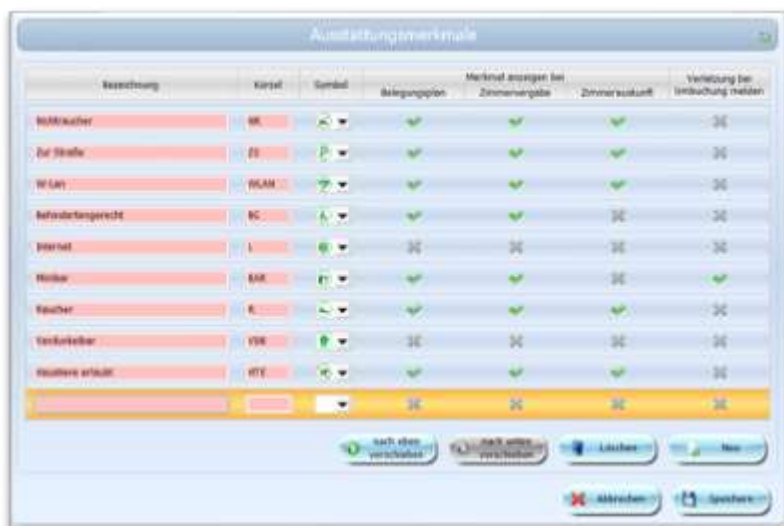 Ausstattungsmerkmale
Bezeichnung
Kürzel
Symbol
Merkmal anzeigen bei
Belegungsplan
Zimmervergabe
Zimmerauskunft
Verletzung bei
Umbuchung melden
Nichtraucher NR
Zur Straße ZS
W-Lan WLAN
Behindertengerecht BG
Internet
Minibar BAR
Raucher R
Verdunkelbar
Haustiere erlaubt HTE
nach oben
verschieben
nach unten
verschieben
Löschen
Neu
Abbrechen
Speichern